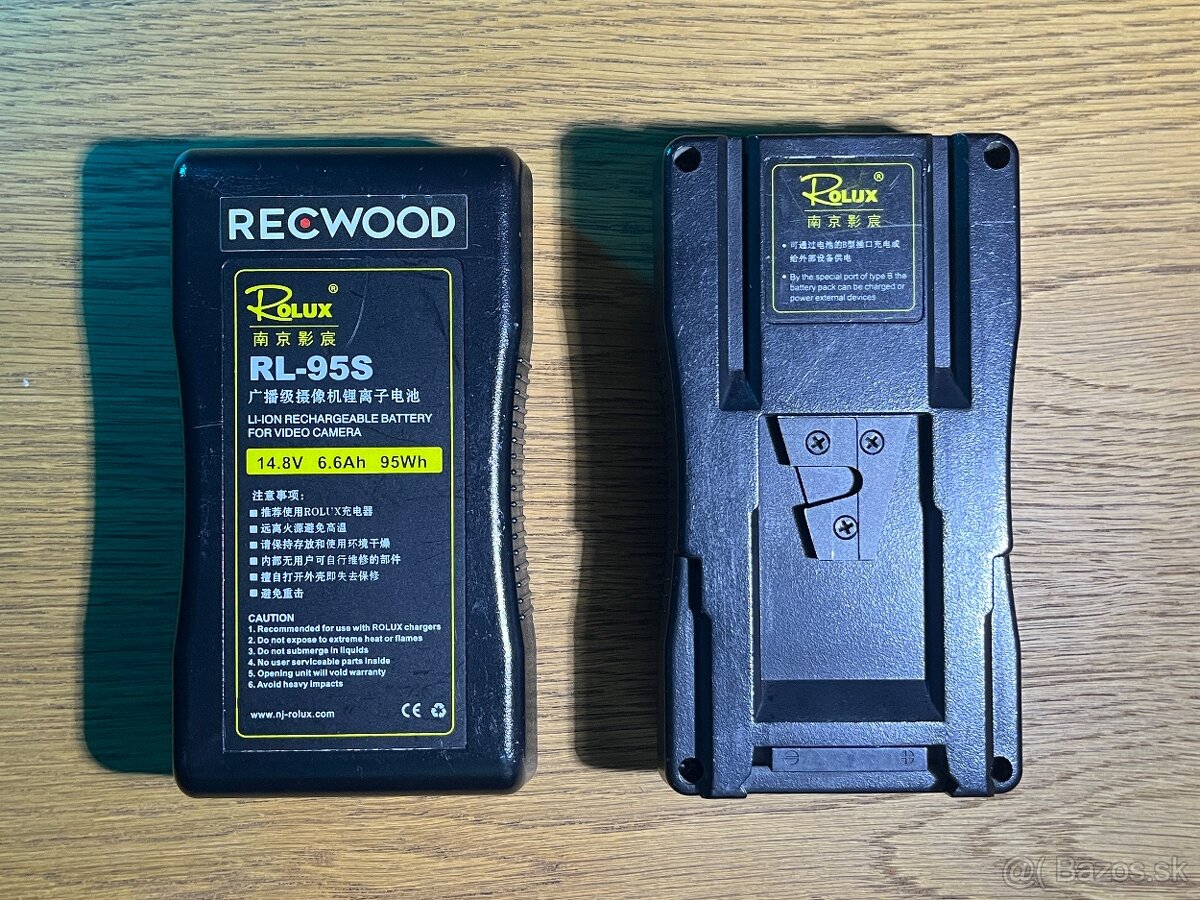 RECWOOD
ROLUX®
南京影宸
RL-95S
广播级摄像机锂离子电池
LI-ION RECHARGEABLE BATTERY
FOR VIDEO CAMERA
14.8V 6.6Ah 95Wh
注意事项:
■ 推荐使用ROLUX充电器
■ 远离火源避免高温
■ 请保持存放和使用环境干燥
■ 内部无用户可自行维修的部件
■ 擅自打开外壳即失去保修
■ 避免重击
CAUTION
1. Recommended for use with ROLUX chargers
2. Do not expose to extreme heat or flames
3. Do not submerge in liquids
4. No user serviceable parts inside
5. Opening unit will void warranty
6. Avoid heavy impacts
www.nj-rolux.com
CE
ROLUX®
南京影宸
• 可通过电池的B型插口充电或
给外部设备供电
• By the special port of type B the
battery pack can be charged or
power external devices
@( Bazos.sk